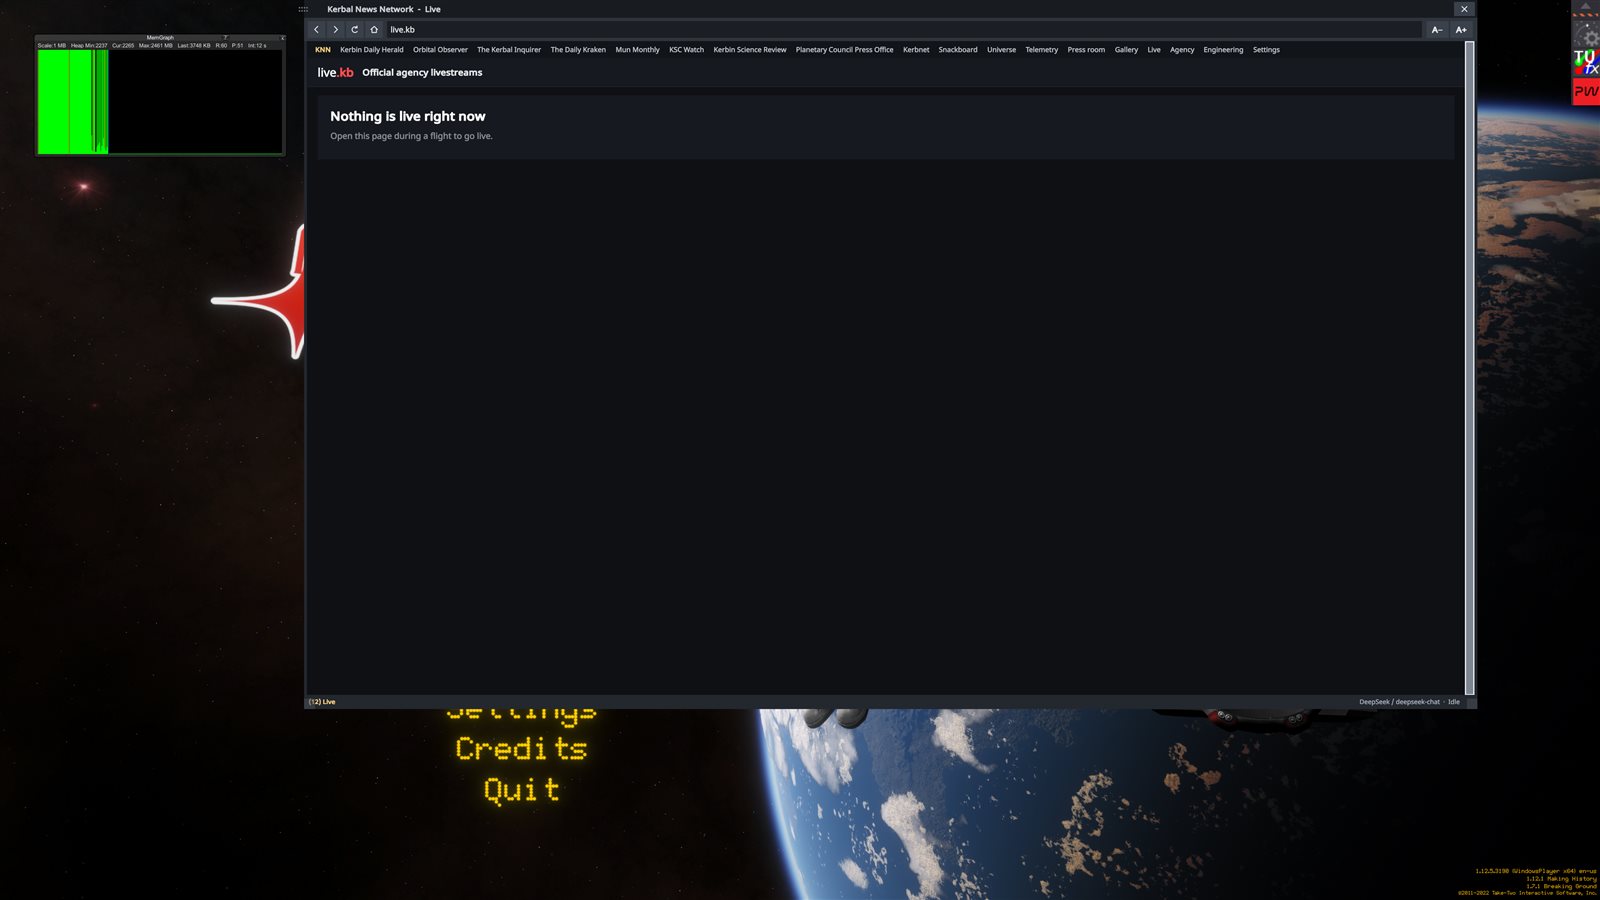 Kerbal News Network - Live
live.kb
A-
A+
MemGraph
Scale:1 MB Heap Min:2237 Cur:2265 Max:2461 MB Last:3748 KB R:60 P:51 Int:12 s
KNN Kerbin Daily Herald Orbital Observer The Kerbal Inquirer The Daily Kraken Mun Monthly KSC Watch Kerbin Science Review Planetary Council Press Office Kerbnet Snackboard Universe Telemetry Press room Gallery Live Agency Engineering Settings
live.kb Official agency livestreams
Nothing is live right now
Open this page during a flight to go live.
PW
(12) Live
DeepSeek / deepseek-chat · Idle
Settings
Credits
Quit
1.12.5.3190 (WindowsPlayer x64) en-us
1.12.1 Making History
1.7.1 Breaking Ground
©2011-2022 Take-Two Interactive Software, Inc.